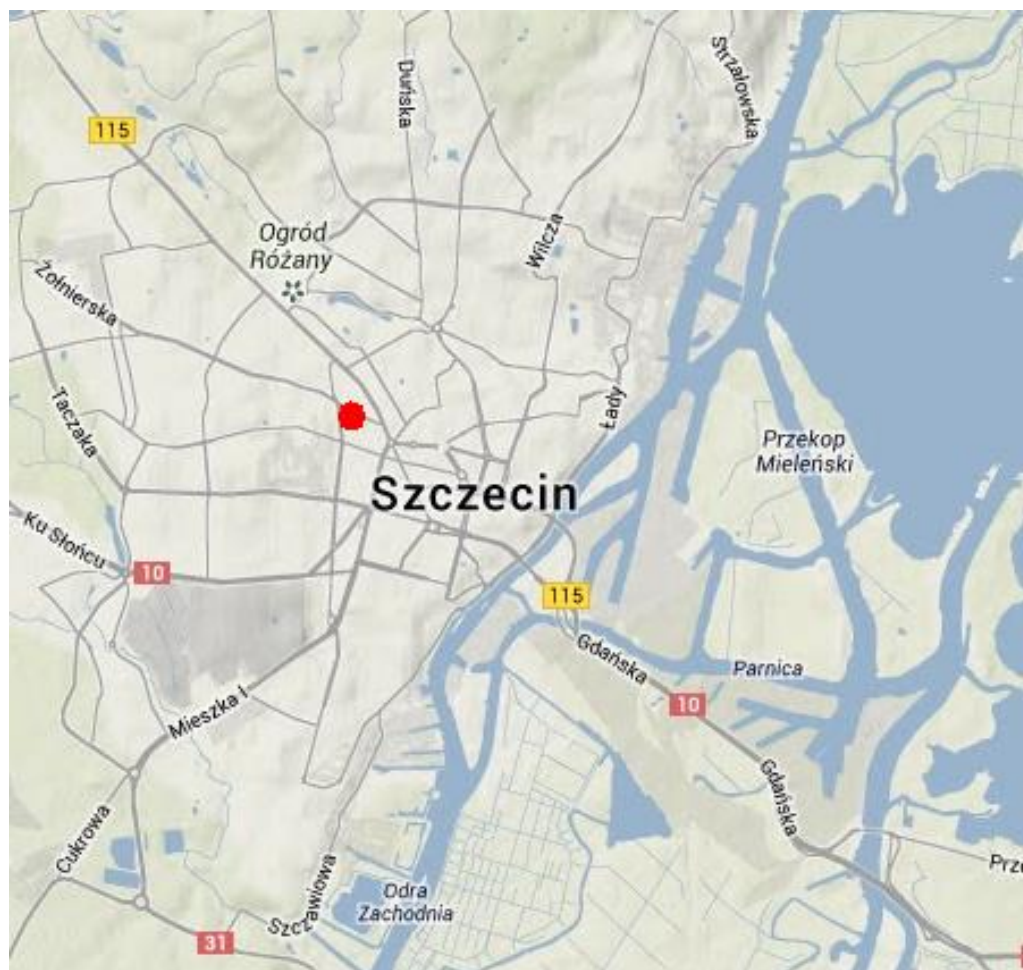 Strzałowska
Duńska
115
Ogród
Różany
Wilcza
Żołnierska
Łady
Taczaka
Przekop
Mieleński
Szczecin
Ku Słońcu
10
115
Gdańska
Parnica
10
Mieszka I
Gdańska
Cukrowa
Prze
Odra
Zachodnia
Szczawiowa
31